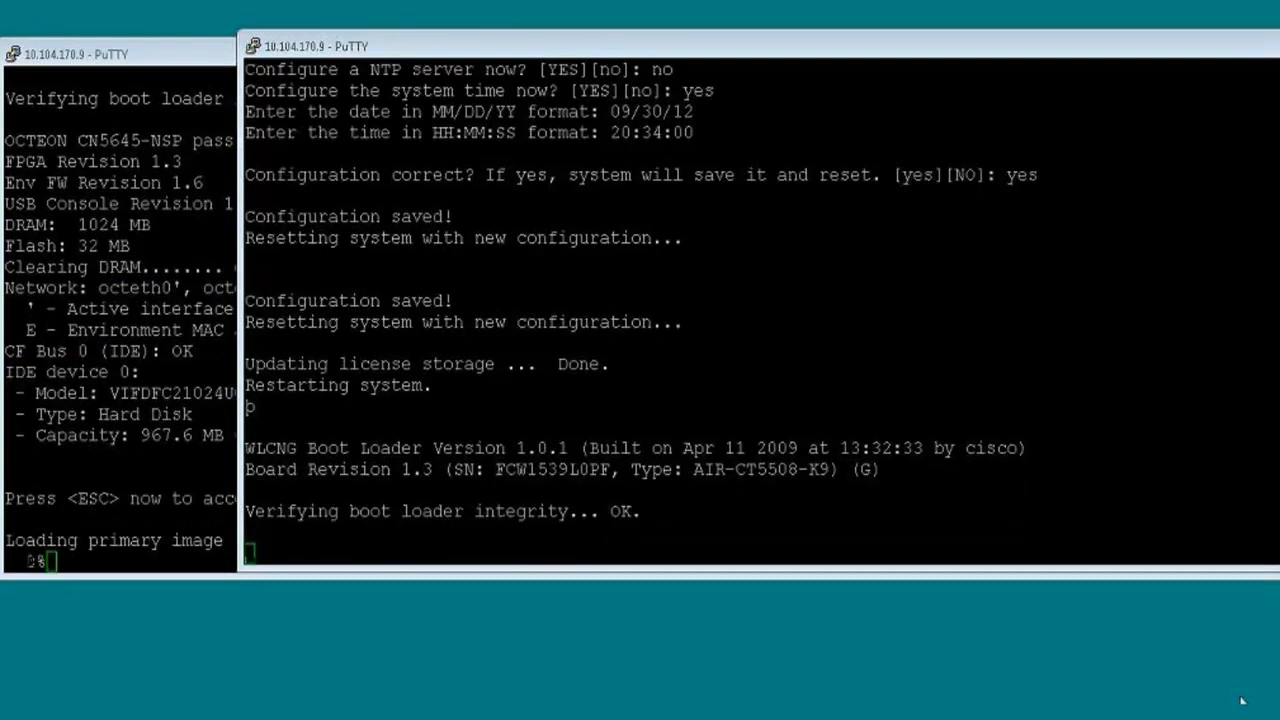 10.104.170.9 - PuTTY
Verifying boot loader
OCTEON CN5645-NSP pass
FPGA Revision 1.3
Env FW Revision 1.6
USB Console Revision 1
DRAM:  1024 MB
Flash: 32 MB
Clearing DRAM........
Network: octeth0', oct
' - Active interface
E - Environment MAC
CF Bus 0 (IDE): OK
IDE device 0:
- Model: VIFDFC21024U
- Type: Hard Disk
- Capacity: 967.6 MB
Press <ESC> now to acc
Loading primary image
%
10.104.170.9 - PuTTY
Configure a NTP server now? [YES][no]: no
Configure the system time now? [YES][no]: yes
Enter the date in MM/DD/YY format: 09/30/12
Enter the time in HH:MM:SS format: 20:34:00
Configuration correct? If yes, system will save it and reset. [yes][NO]: yes
Configuration saved!
Resetting system with new configuration...
Configuration saved!
Resetting system with new configuration...
Updating license storage ...  Done.
Restarting system.
þ
WLCNG Boot Loader Version 1.0.1 (Built on Apr 11 2009 at 13:32:33 by cisco)
Board Revision 1.3 (SN: FCW1539L0PF, Type: AIR-CT5508-K9) (G)
Verifying boot loader integrity... OK.